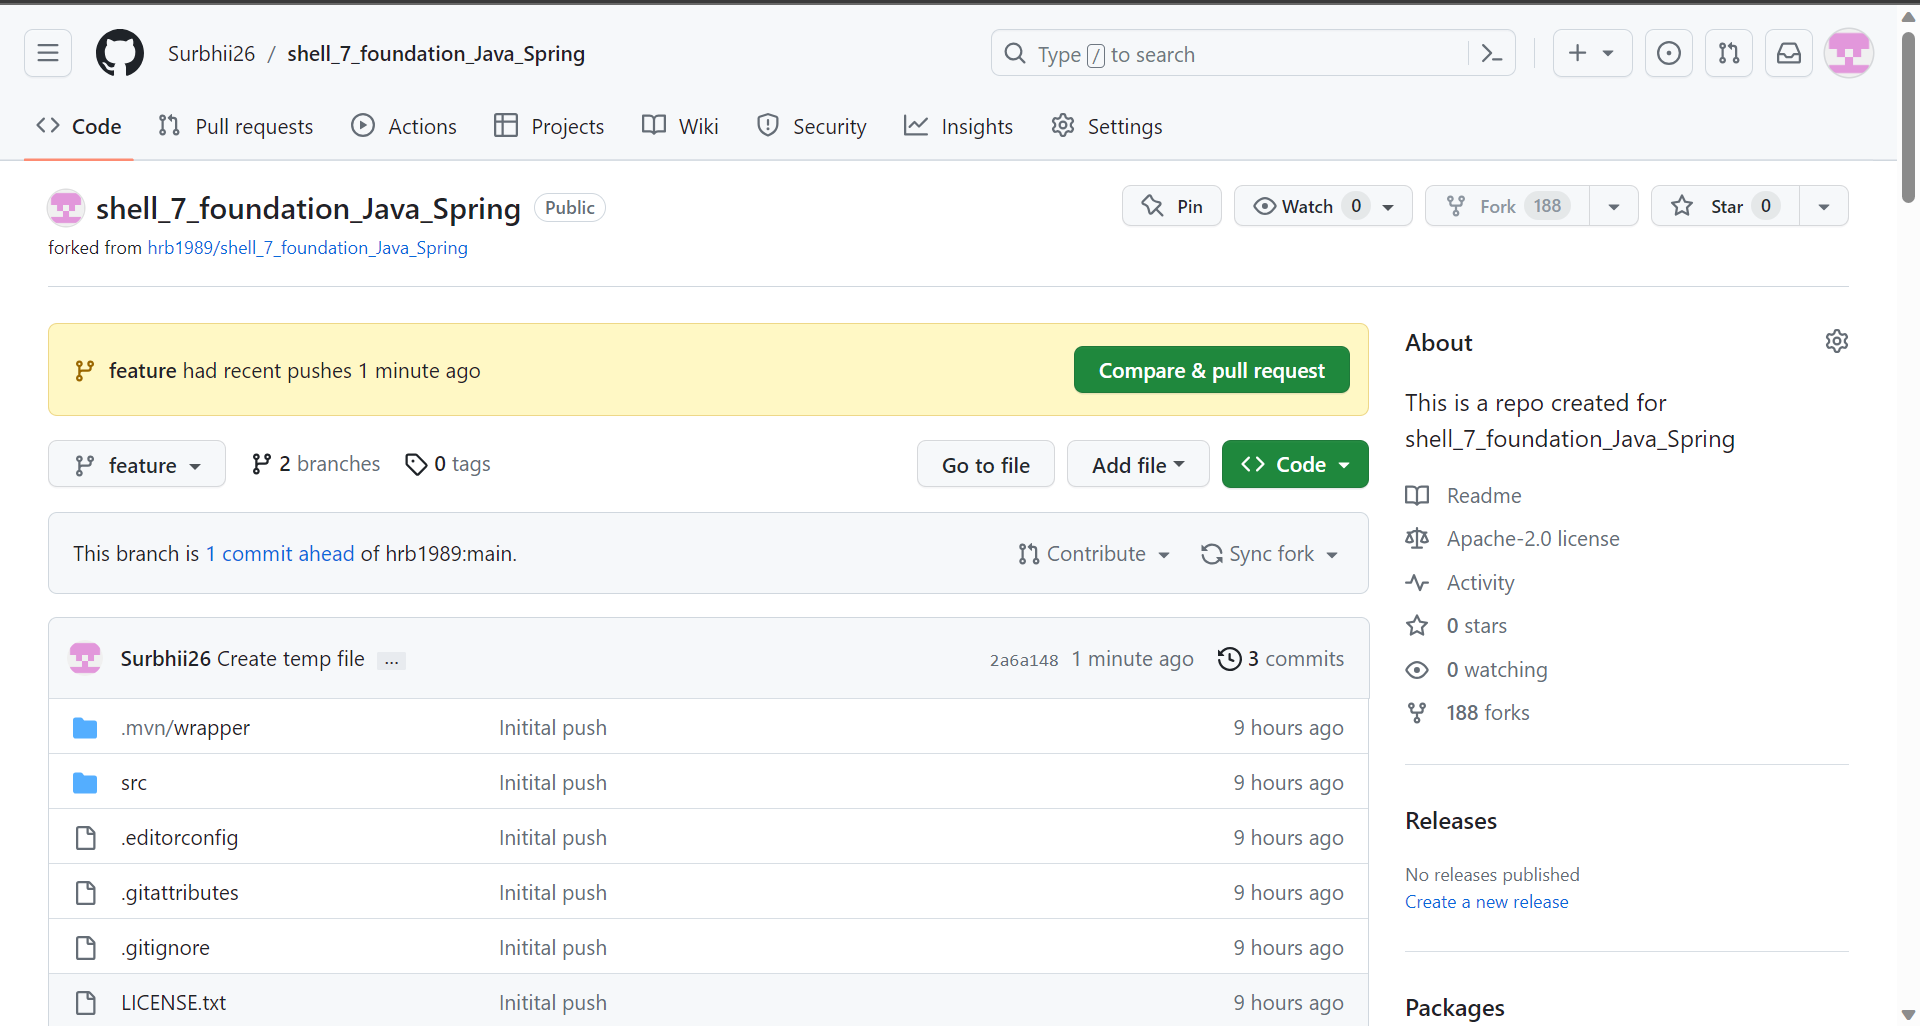 Surbhii26 / shell_7_foundation_Java_Spring
Type / to search
Code Pull requests Actions Projects Wiki Security Insights Settings
shell_7_foundation_Java_Spring Public
Pin Watch 0 Fork 188 Star 0
forked from hrb1989/shell_7_foundation_Java_Spring
feature had recent pushes 1 minute ago
Compare & pull request
feature 2 branches 0 tags
Go to file Add file Code
This branch is 1 commit ahead of hrb1989:main.
Contribute Sync fork
Surbhii26 Create temp file ... 2a6a148 1 minute ago 3 commits
.mvn/wrapper Initital push 9 hours ago
src Initital push 9 hours ago
.editorconfig Initital push 9 hours ago
.gitattributes Initital push 9 hours ago
.gitignore Initital push 9 hours ago
LICENSE.txt Initital push 9 hours ago
About
This is a repo created for
shell_7_foundation_Java_Spring
Readme
Apache-2.0 license
Activity
0 stars
0 watching
188 forks
Releases
No releases published
Create a new release
Packages